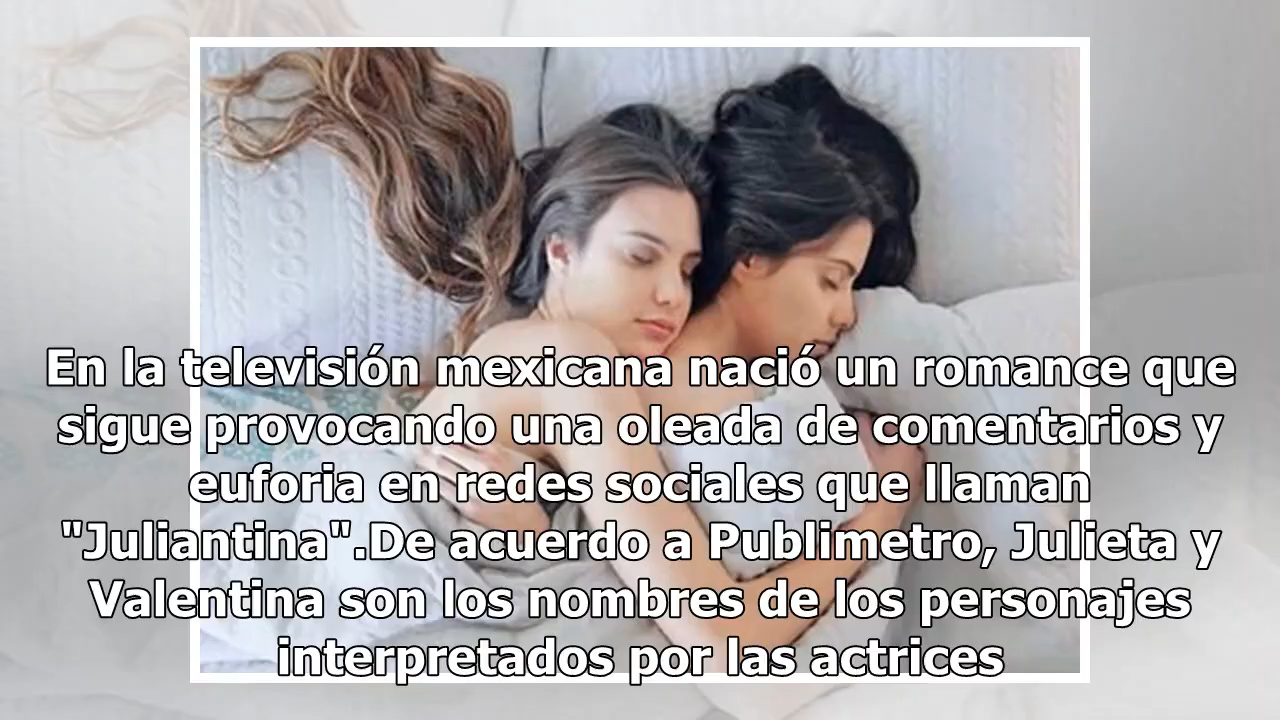 En la televisión mexicana nació un romance que
sigue provocando una oleada de comentarios y
euforia en redes sociales que llaman
"Juliantina".De acuerdo a Publimetro, Julieta y
Valentina son los nombres de los personajes
interpretados por las actrices